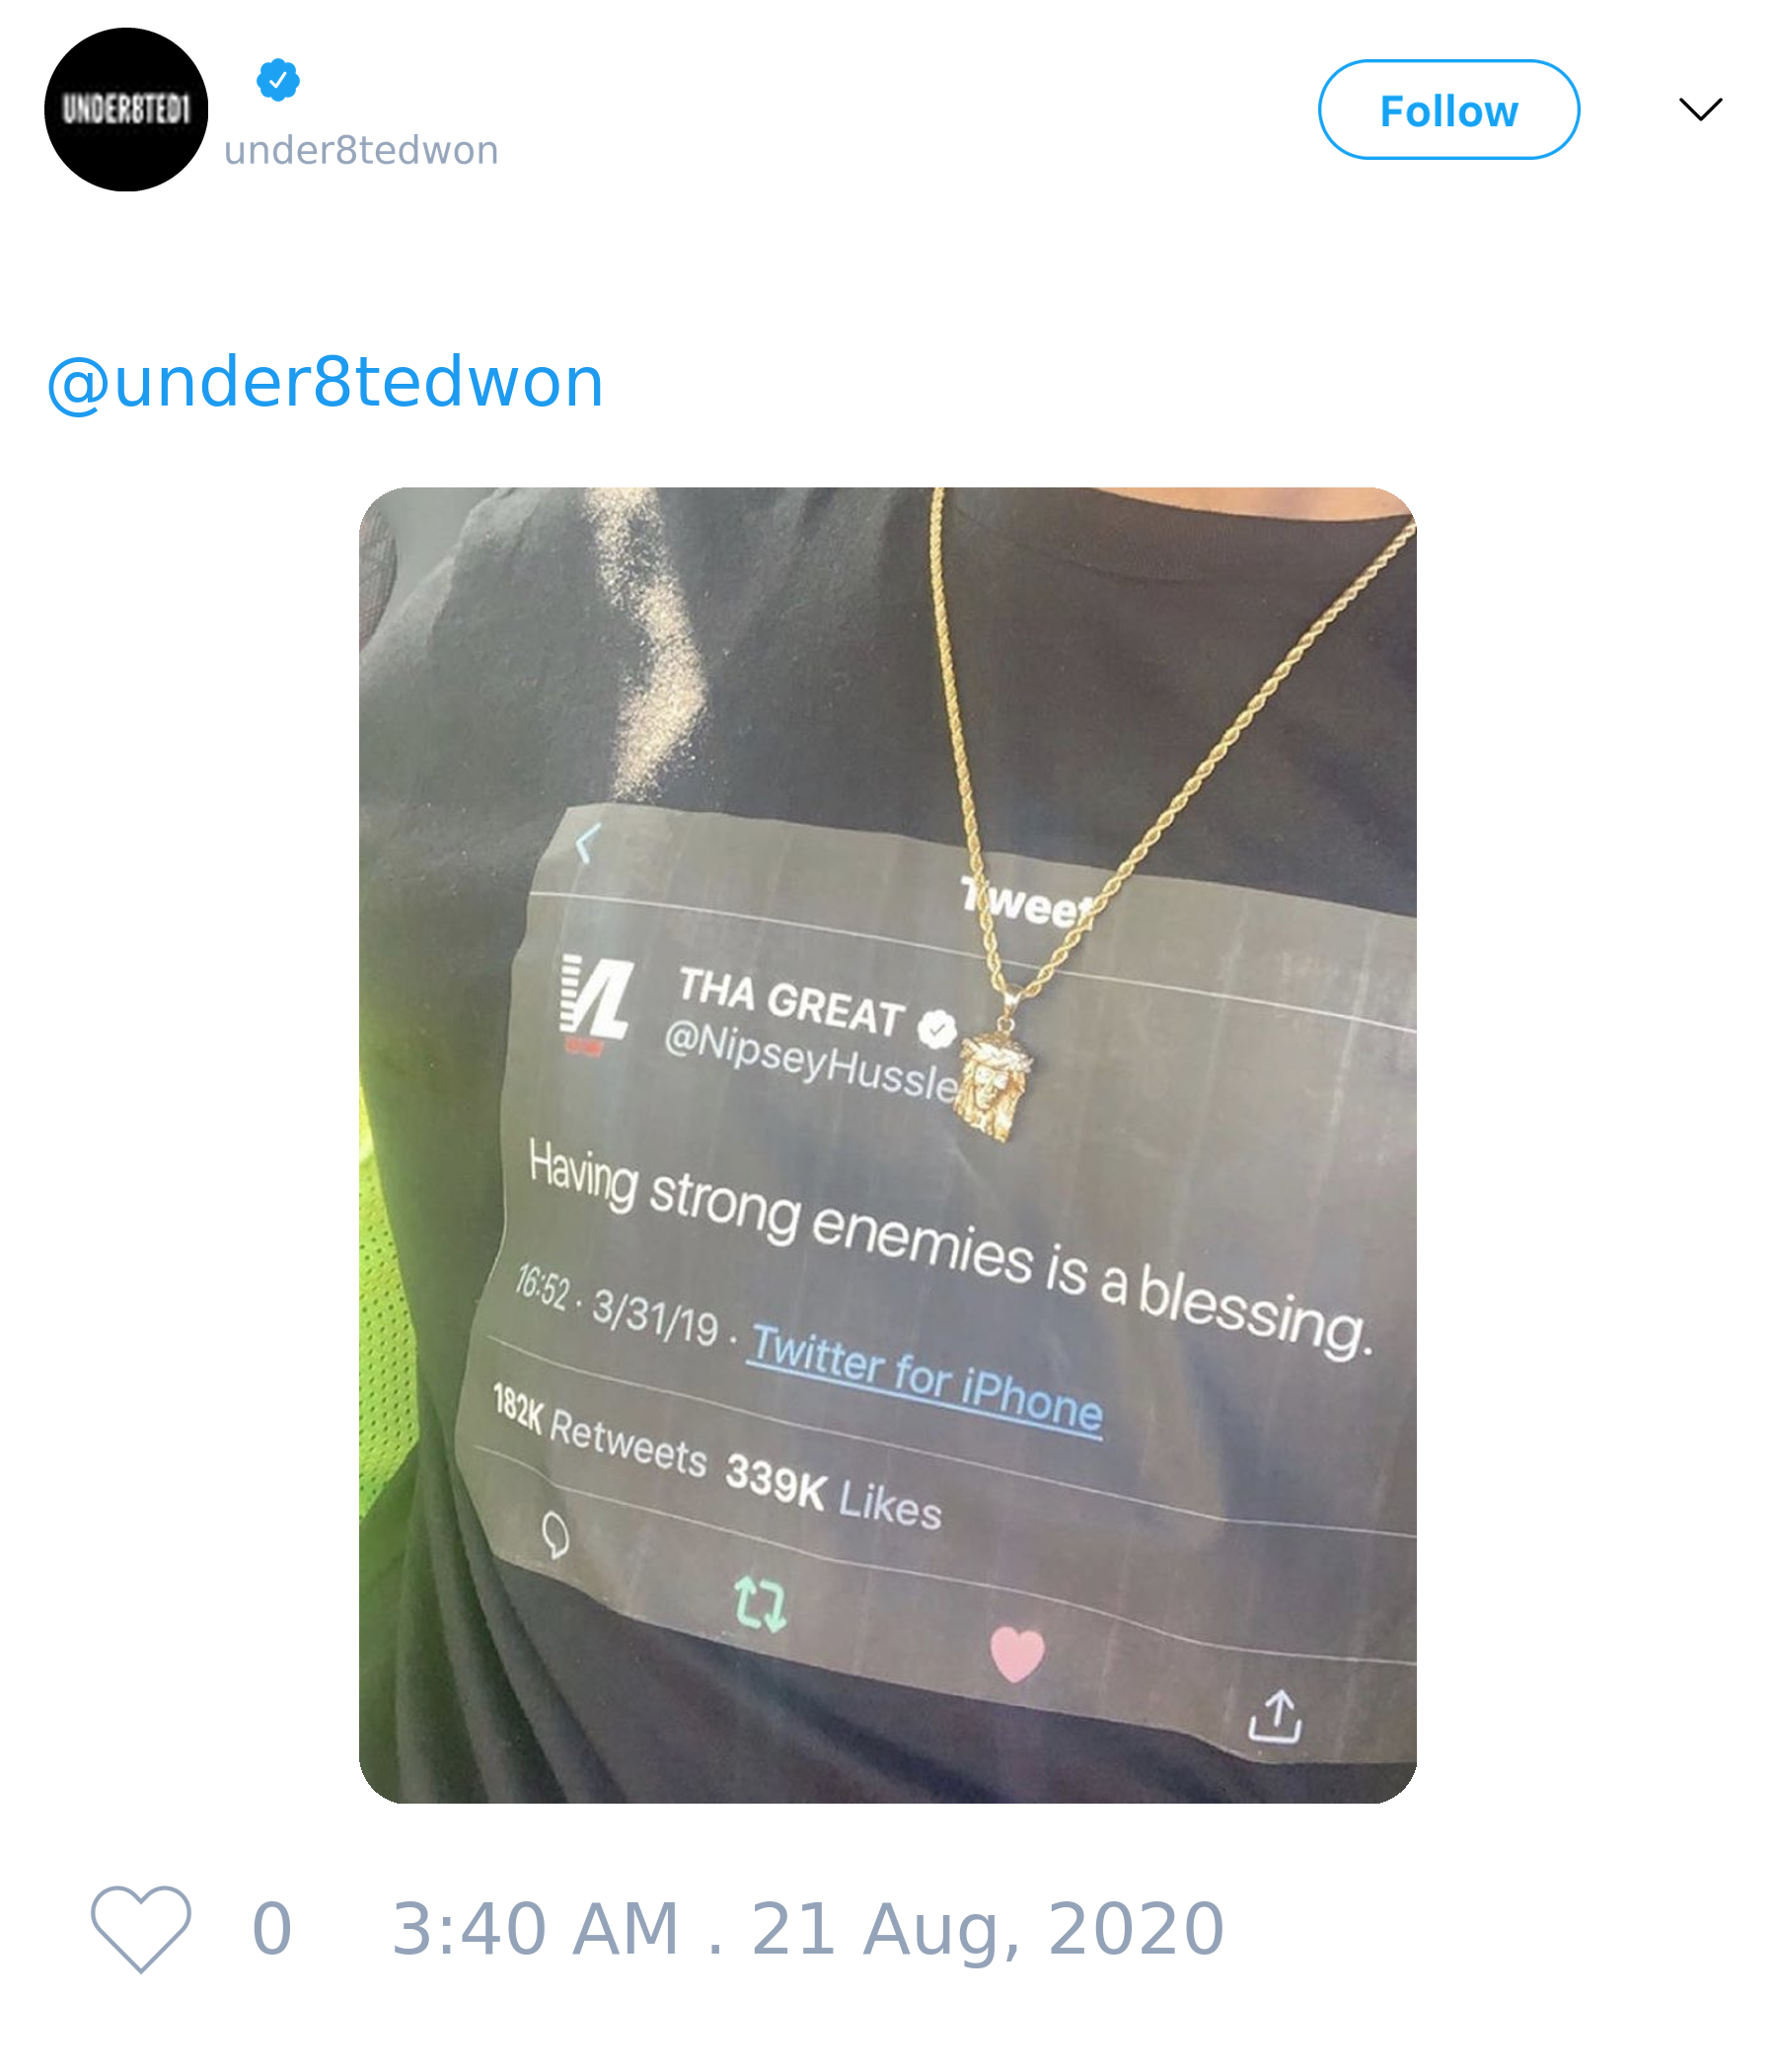 UNDER8TED1
under8tedwon
Follow
@under8tedwon
Tweet
THA GREAT
@NipseyHussle
Having strong enemies is a blessing.
16:52 · 3/31/19 · Twitter for iPhone
182K Retweets 339K Likes
0 3:40 AM . 21 Aug, 2020